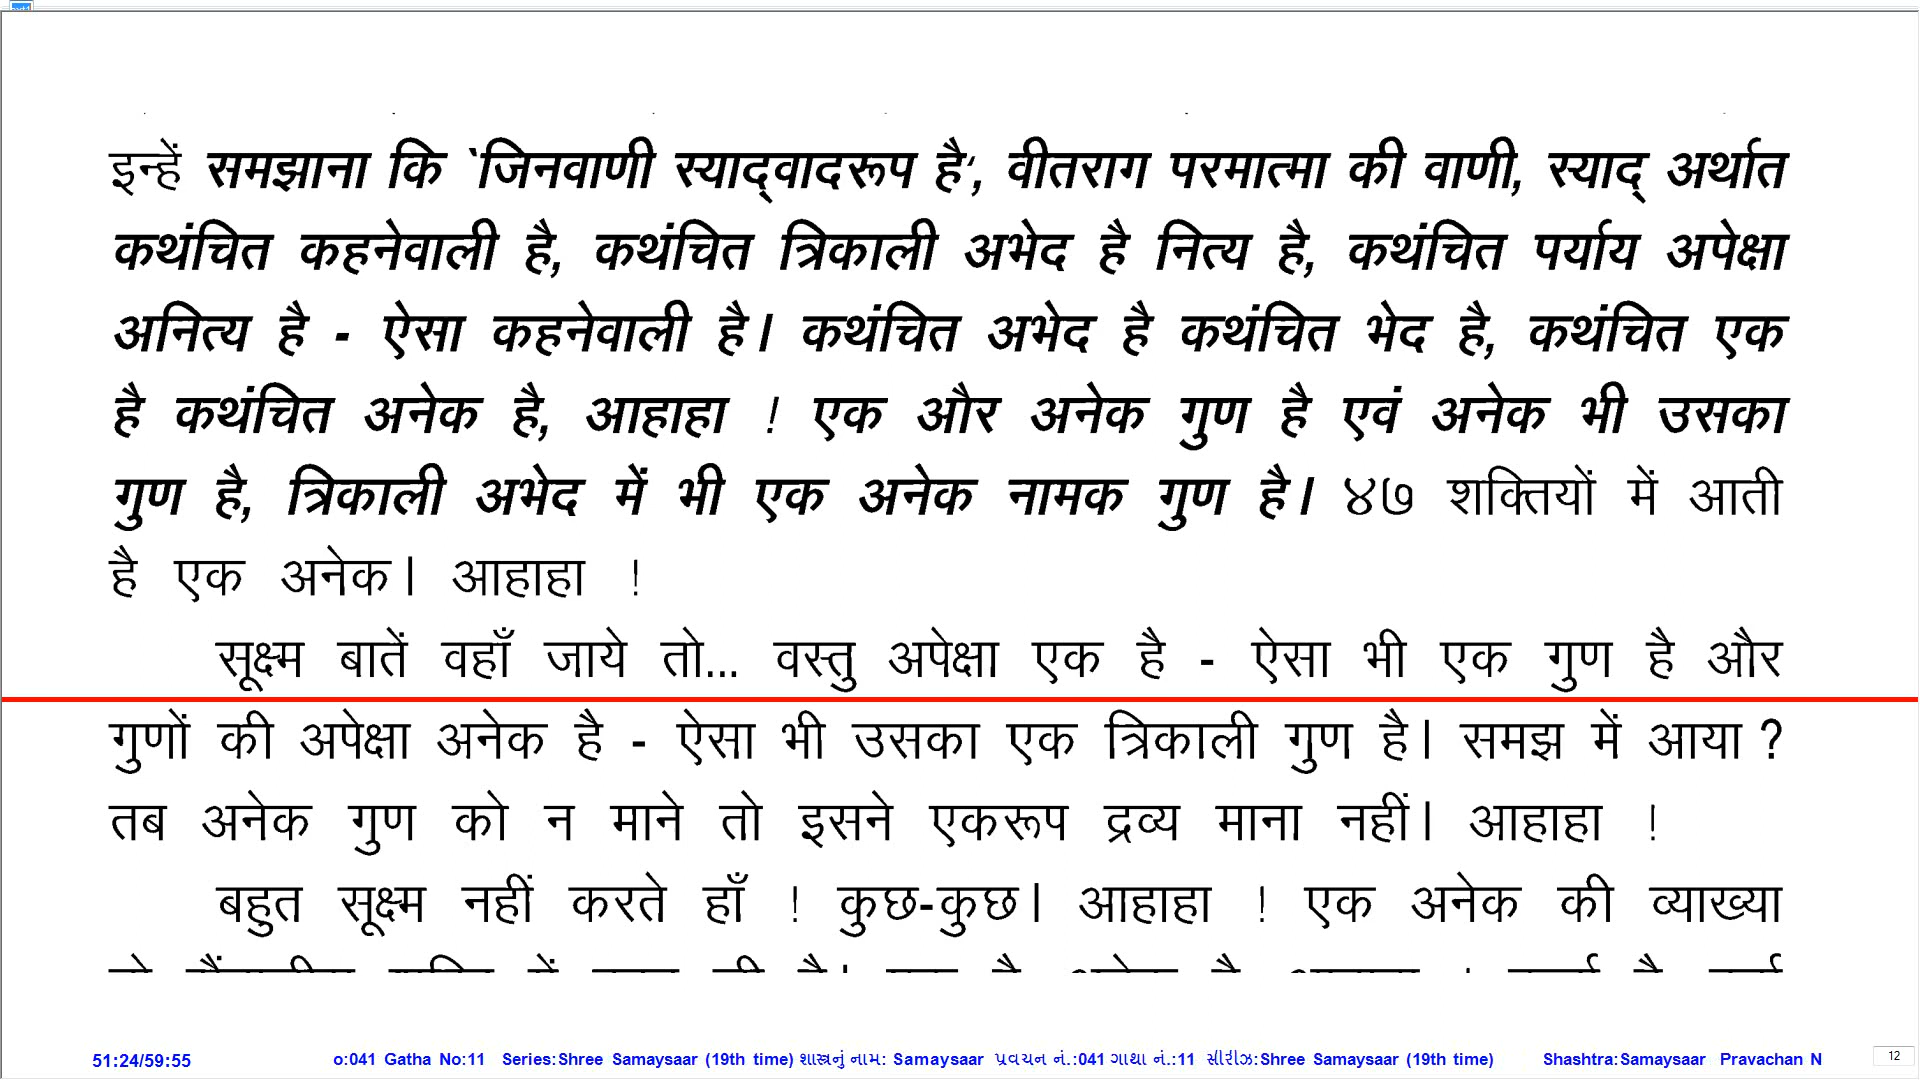 इन्हें समझाना कि `जिनवाणी स्याद्वादरूप है‘, वीतराग परमात्मा की वाणी, स्याद् अर्थात
कथंचित कहनेवाली है, कथंचित त्रिकाली अभेद है नित्य है, कथंचित पर्याय अपेक्षा
अनित्य है - ऐसा कहनेवाली है। कथंचित अभेद है कथंचित भेद है, कथंचित एक
है कथंचित अनेक है, आहाहा ! एक और अनेक गुण है एवं अनेक भी उसका
गुण है, त्रिकाली अभेद में भी एक अनेक नामक गुण है। ४७ शक्तियों में आती
है एक अनेक। आहाहा !
सूक्ष्म बातें वहाँ जाये तो... वस्तु अपेक्षा एक है - ऐसा भी एक गुण है और
गुणों की अपेक्षा अनेक है - ऐसा भी उसका एक त्रिकाली गुण है। समझ में आया ?
तब अनेक गुण को न माने तो इसने एकरूप द्रव्य माना नहीं। आहाहा !
बहुत सूक्ष्म नहीं करते हाँ ! कुछ-कुछ। आहाहा ! एक अनेक की व्याख्या
51:24/59:55 o:041 Gatha No:11 Series:Shree Samaysaar (19th time) શાસ્ત્રનું નામ: Samaysaar પ્રવચન નં.:041 ગાથા નં.:11 સીરીઝ:Shree Samaysaar (19th time) Shashtra:Samaysaar Pravachan N 12